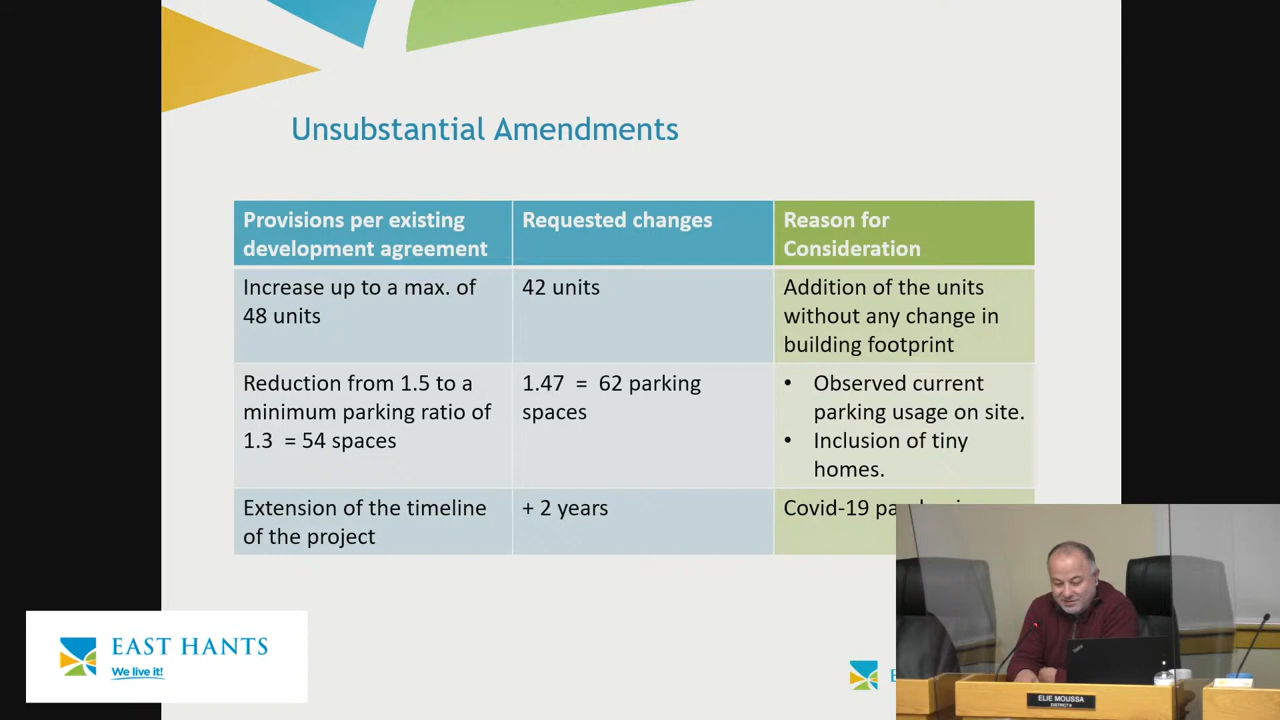 Unsubstantial Amendments
Provisions per existing
development agreement
Requested changes
Reason for
Consideration
Increase up to a max. of
48 units
42 units
Addition of the units
without any change in
building footprint
Reduction from 1.5 to a
minimum parking ratio of
1.3 = 54 spaces
1.47 = 62 parking
spaces
• Observed current
parking usage on site.
• Inclusion of tiny
homes.
Extension of the timeline
of the project
+ 2 years
Covid-19
EAST HANTS
We live it!
ELIE MOUSSA